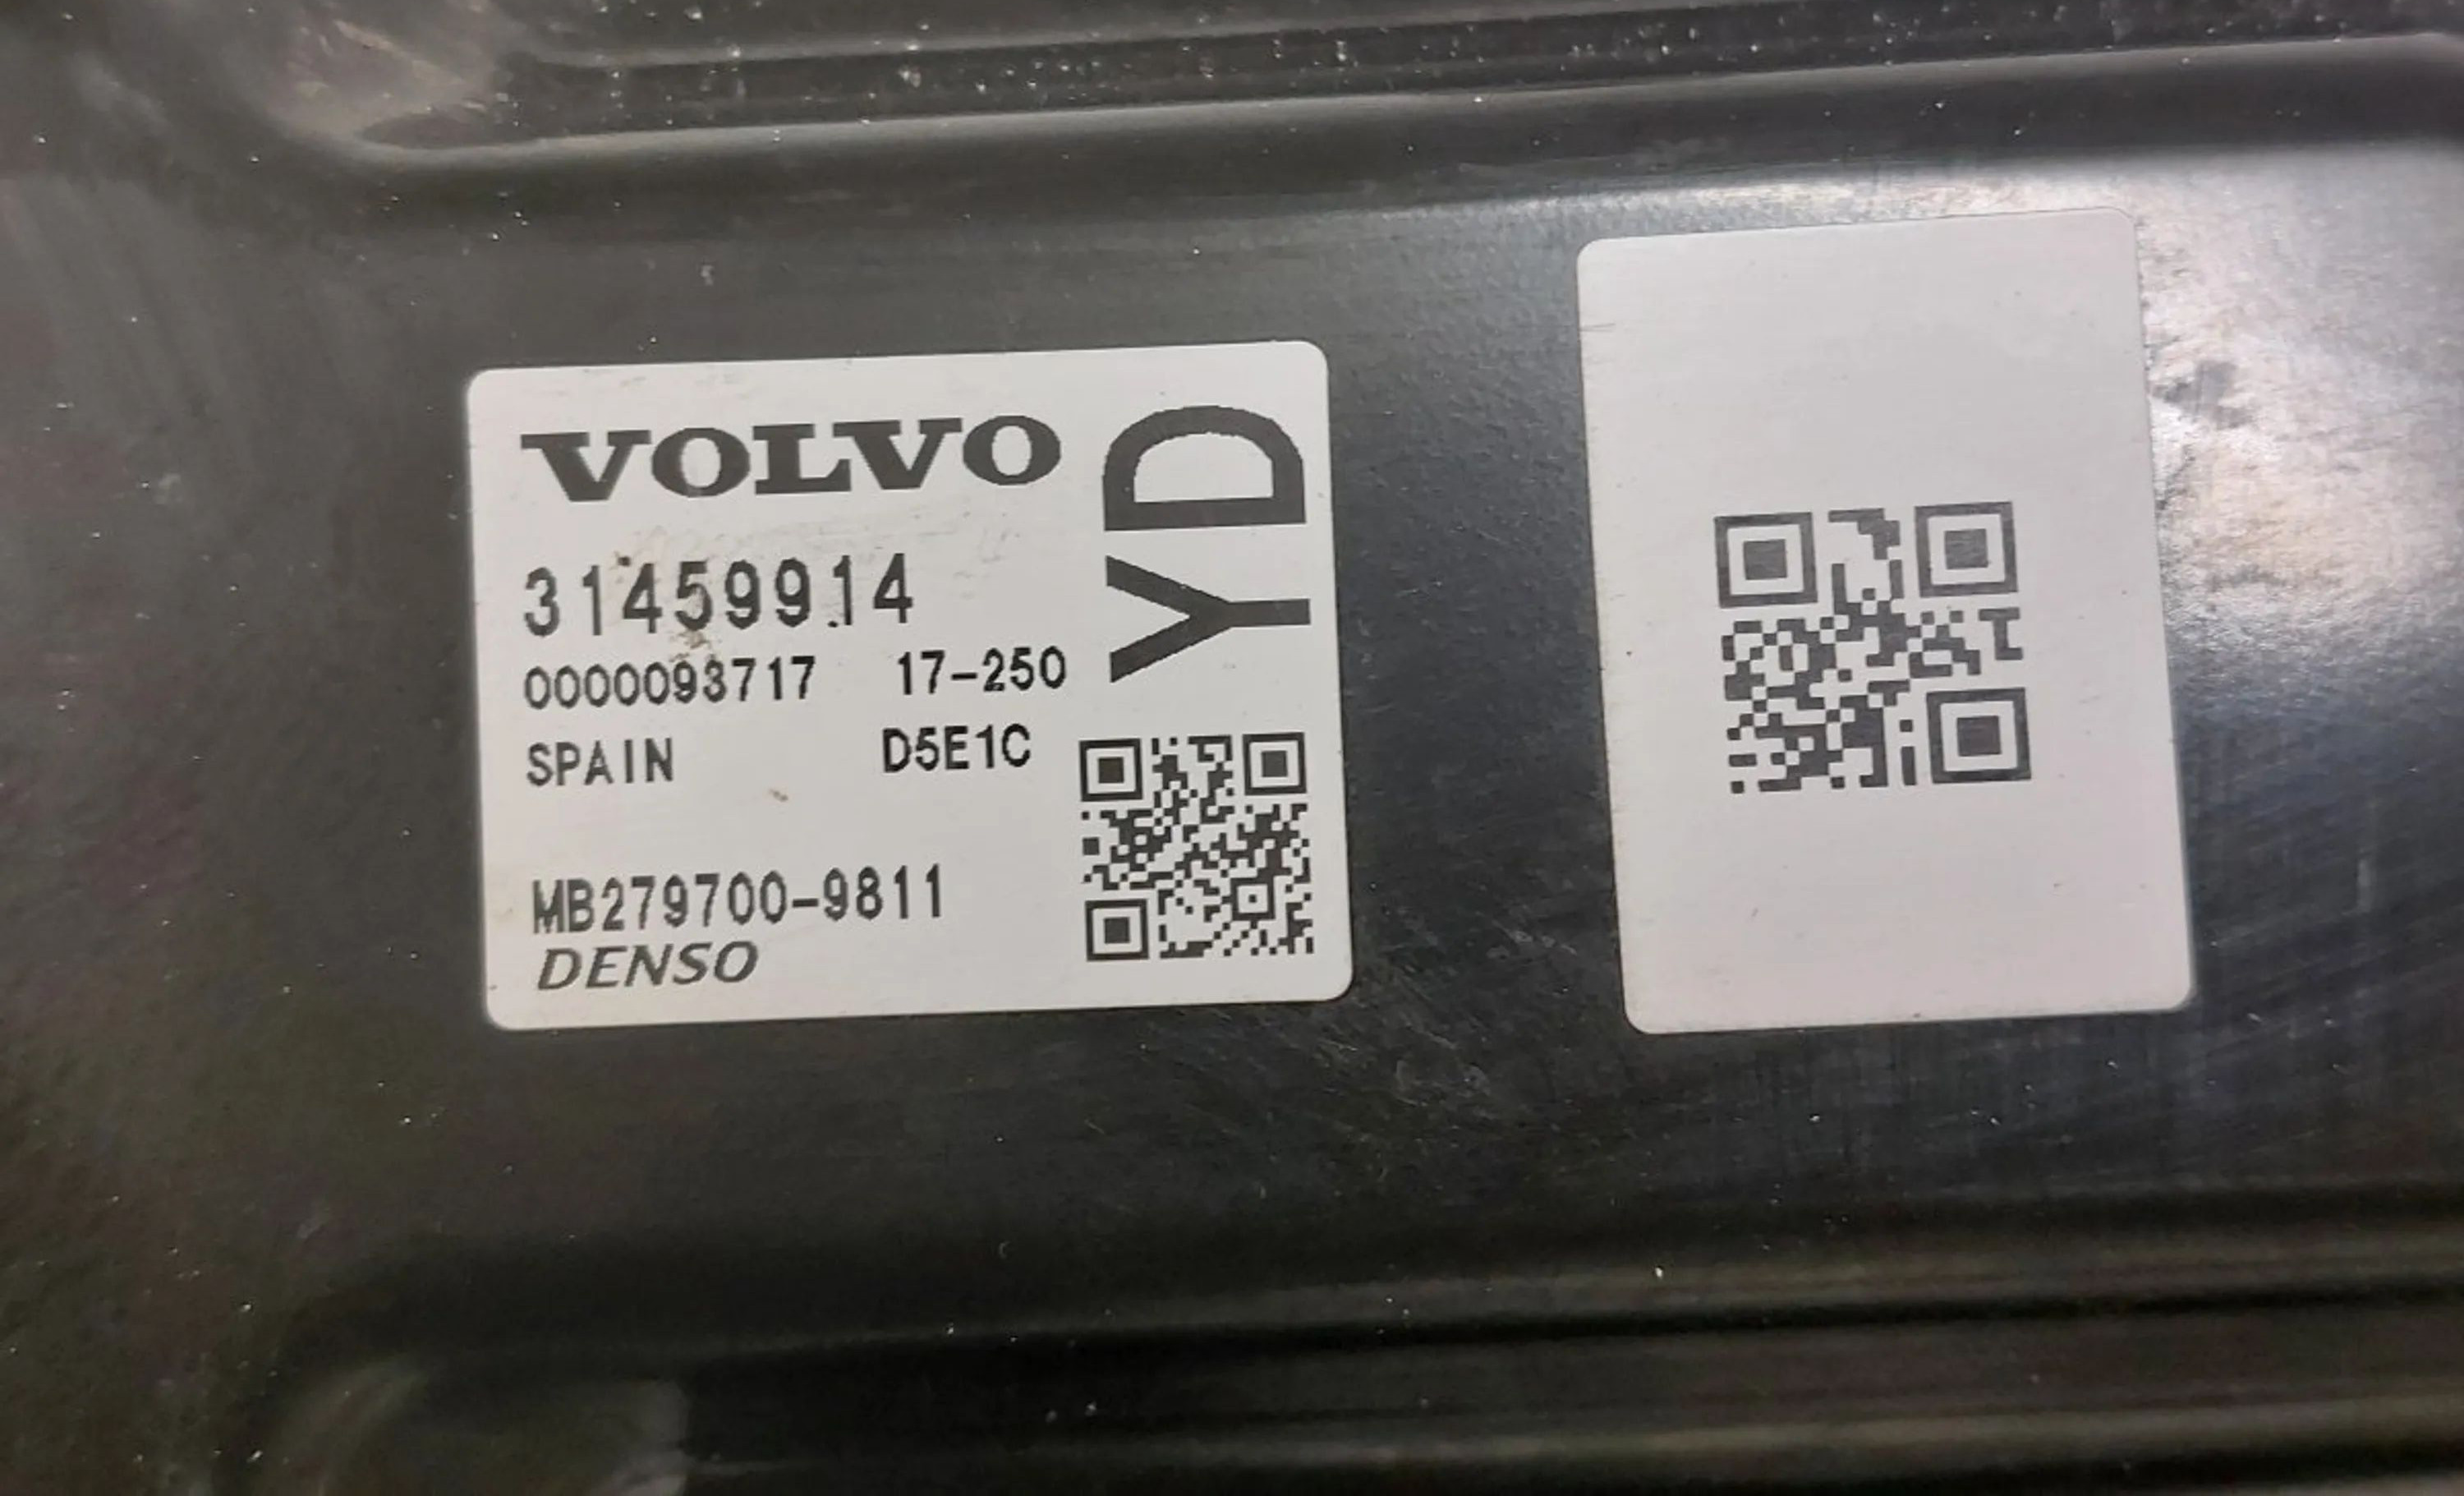 VOLVO
31459914
0000093717 17-250
SPAIN D5E1C
MB279700-9811
DENSO
YD